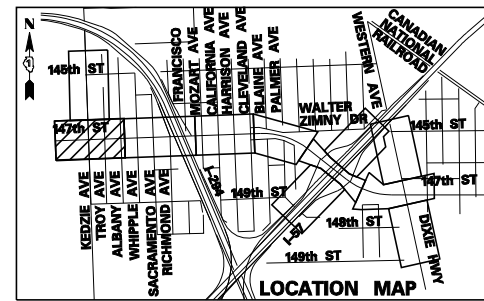 N
CANADIAN
NATIONAL
RAILROAD
FRANCISCO
MOZART AVE
CALIFORNIA AVE
HARRISON AVE
CLEVELAND AVE
BLAINE AVE
PALMER AVE
WESTERN AVE
145th ST
WALTER
ZIMNY DR
147th ST
145th ST
I-294
149th ST
147th ST
KEDZIE AVE
TROY AVE
ALBANY AVE
WHIPPLE AVE
SACRAMENTO AVE
RICHMOND AVE
I-57
148th ST
149th ST
DIXIE HWY
LOCATION MAP